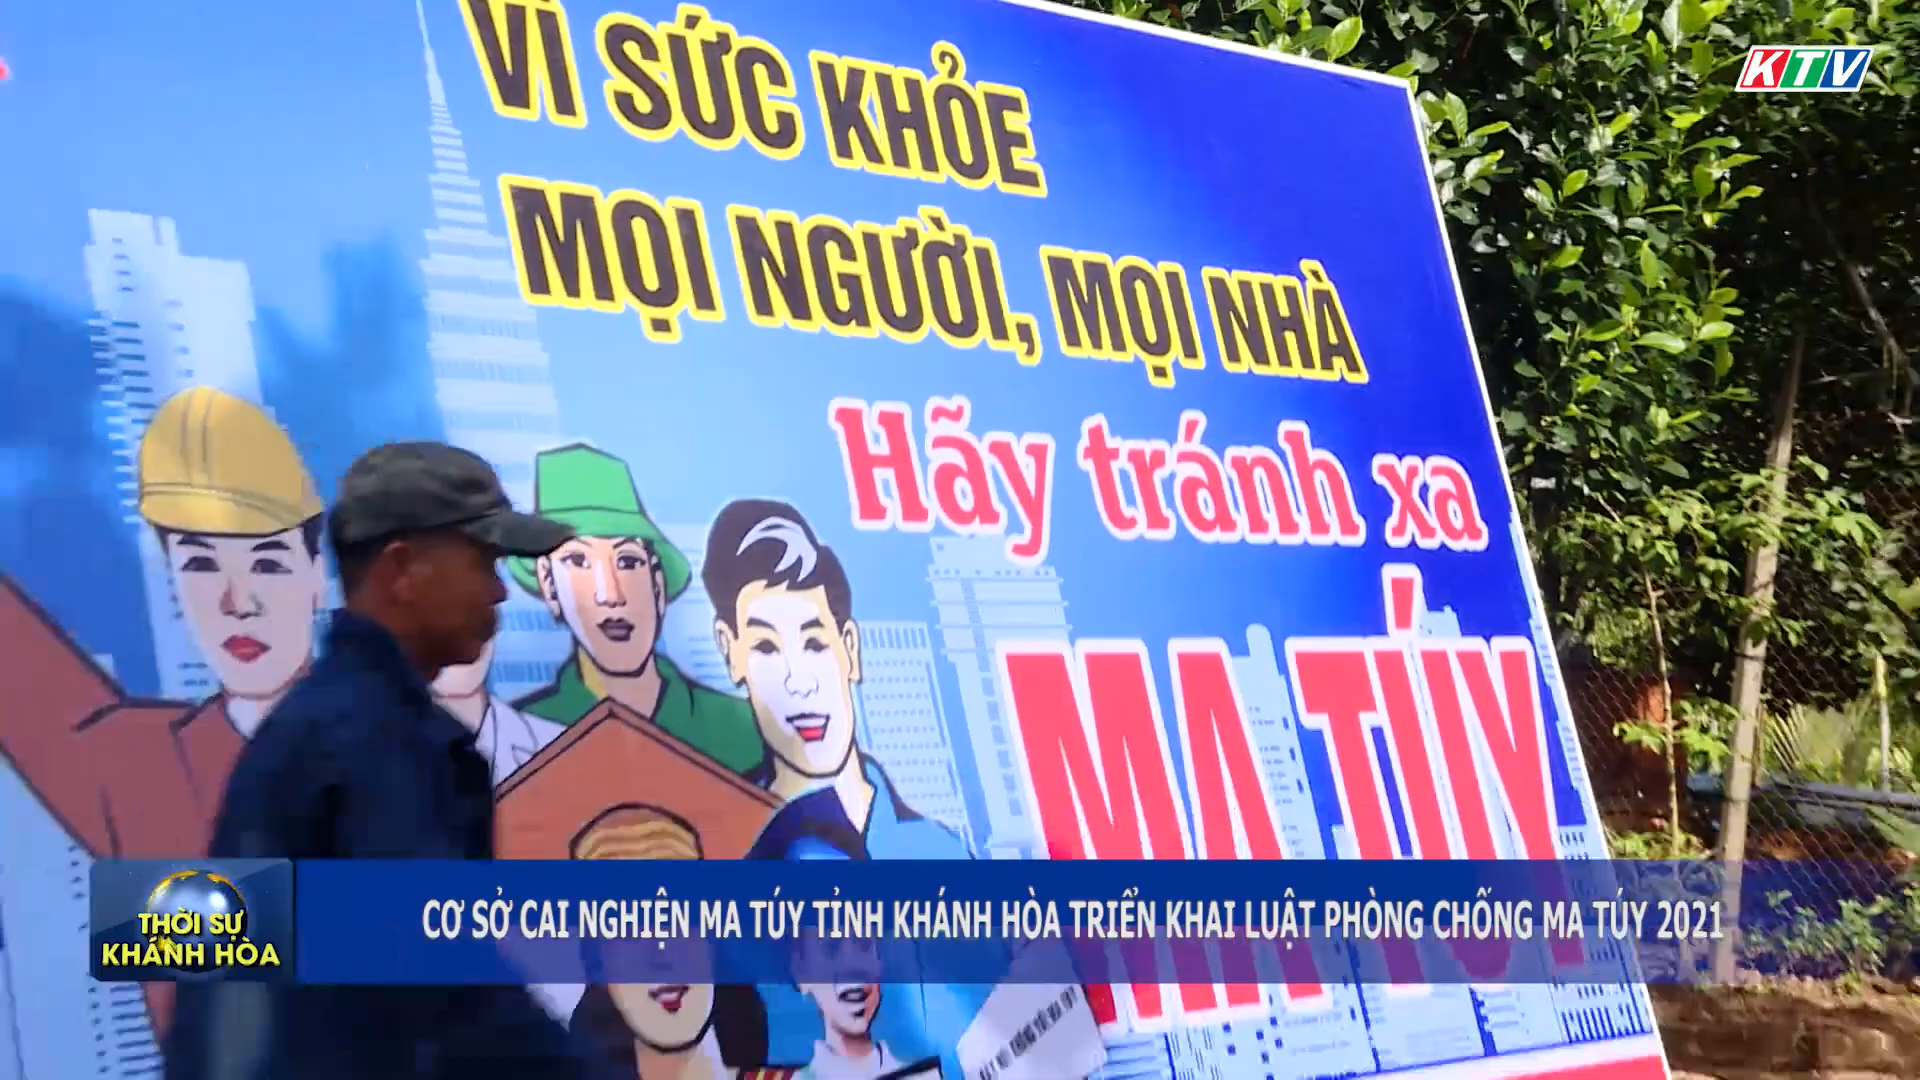 KTV
VÌ SỨC KHỎE
MỌI NGƯỜI, MỌI NHÀ
Hãy tránh xa
MA TÚY
THỜI SỰ
KHÁNH HÒA
CƠ SỞ CAI NGHIỆN MA TÚY TỈNH KHÁNH HÒA TRIỂN KHAI LUẬT PHÒNG CHỐNG MA TÚY 2021